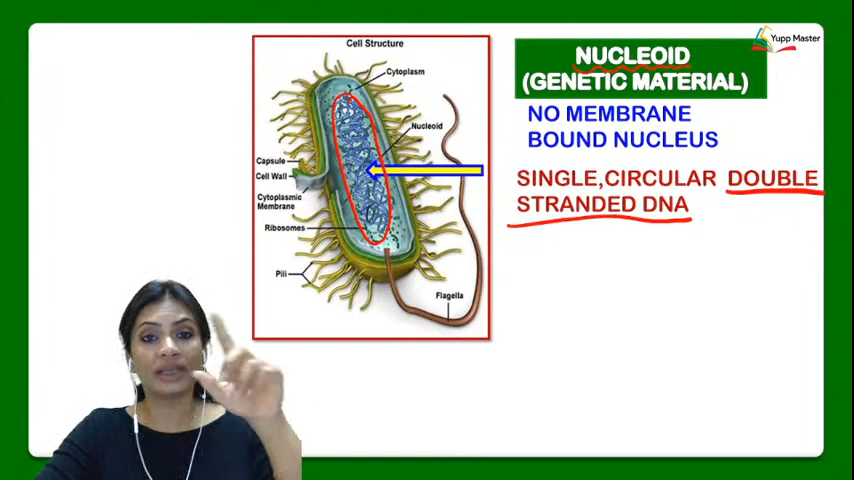 Yupp Master
NUCLEOID
(GENETIC MATERIAL)
NO MEMBRANE
BOUND NUCLEUS
SINGLE,CIRCULAR DOUBLE
STRANDED DNA
Cell Structure
Cytoplasm
Nucleoid
Capsule
Cell Wall
Cytoplasmic
Membrane
Ribosomes
Pili
Flagella